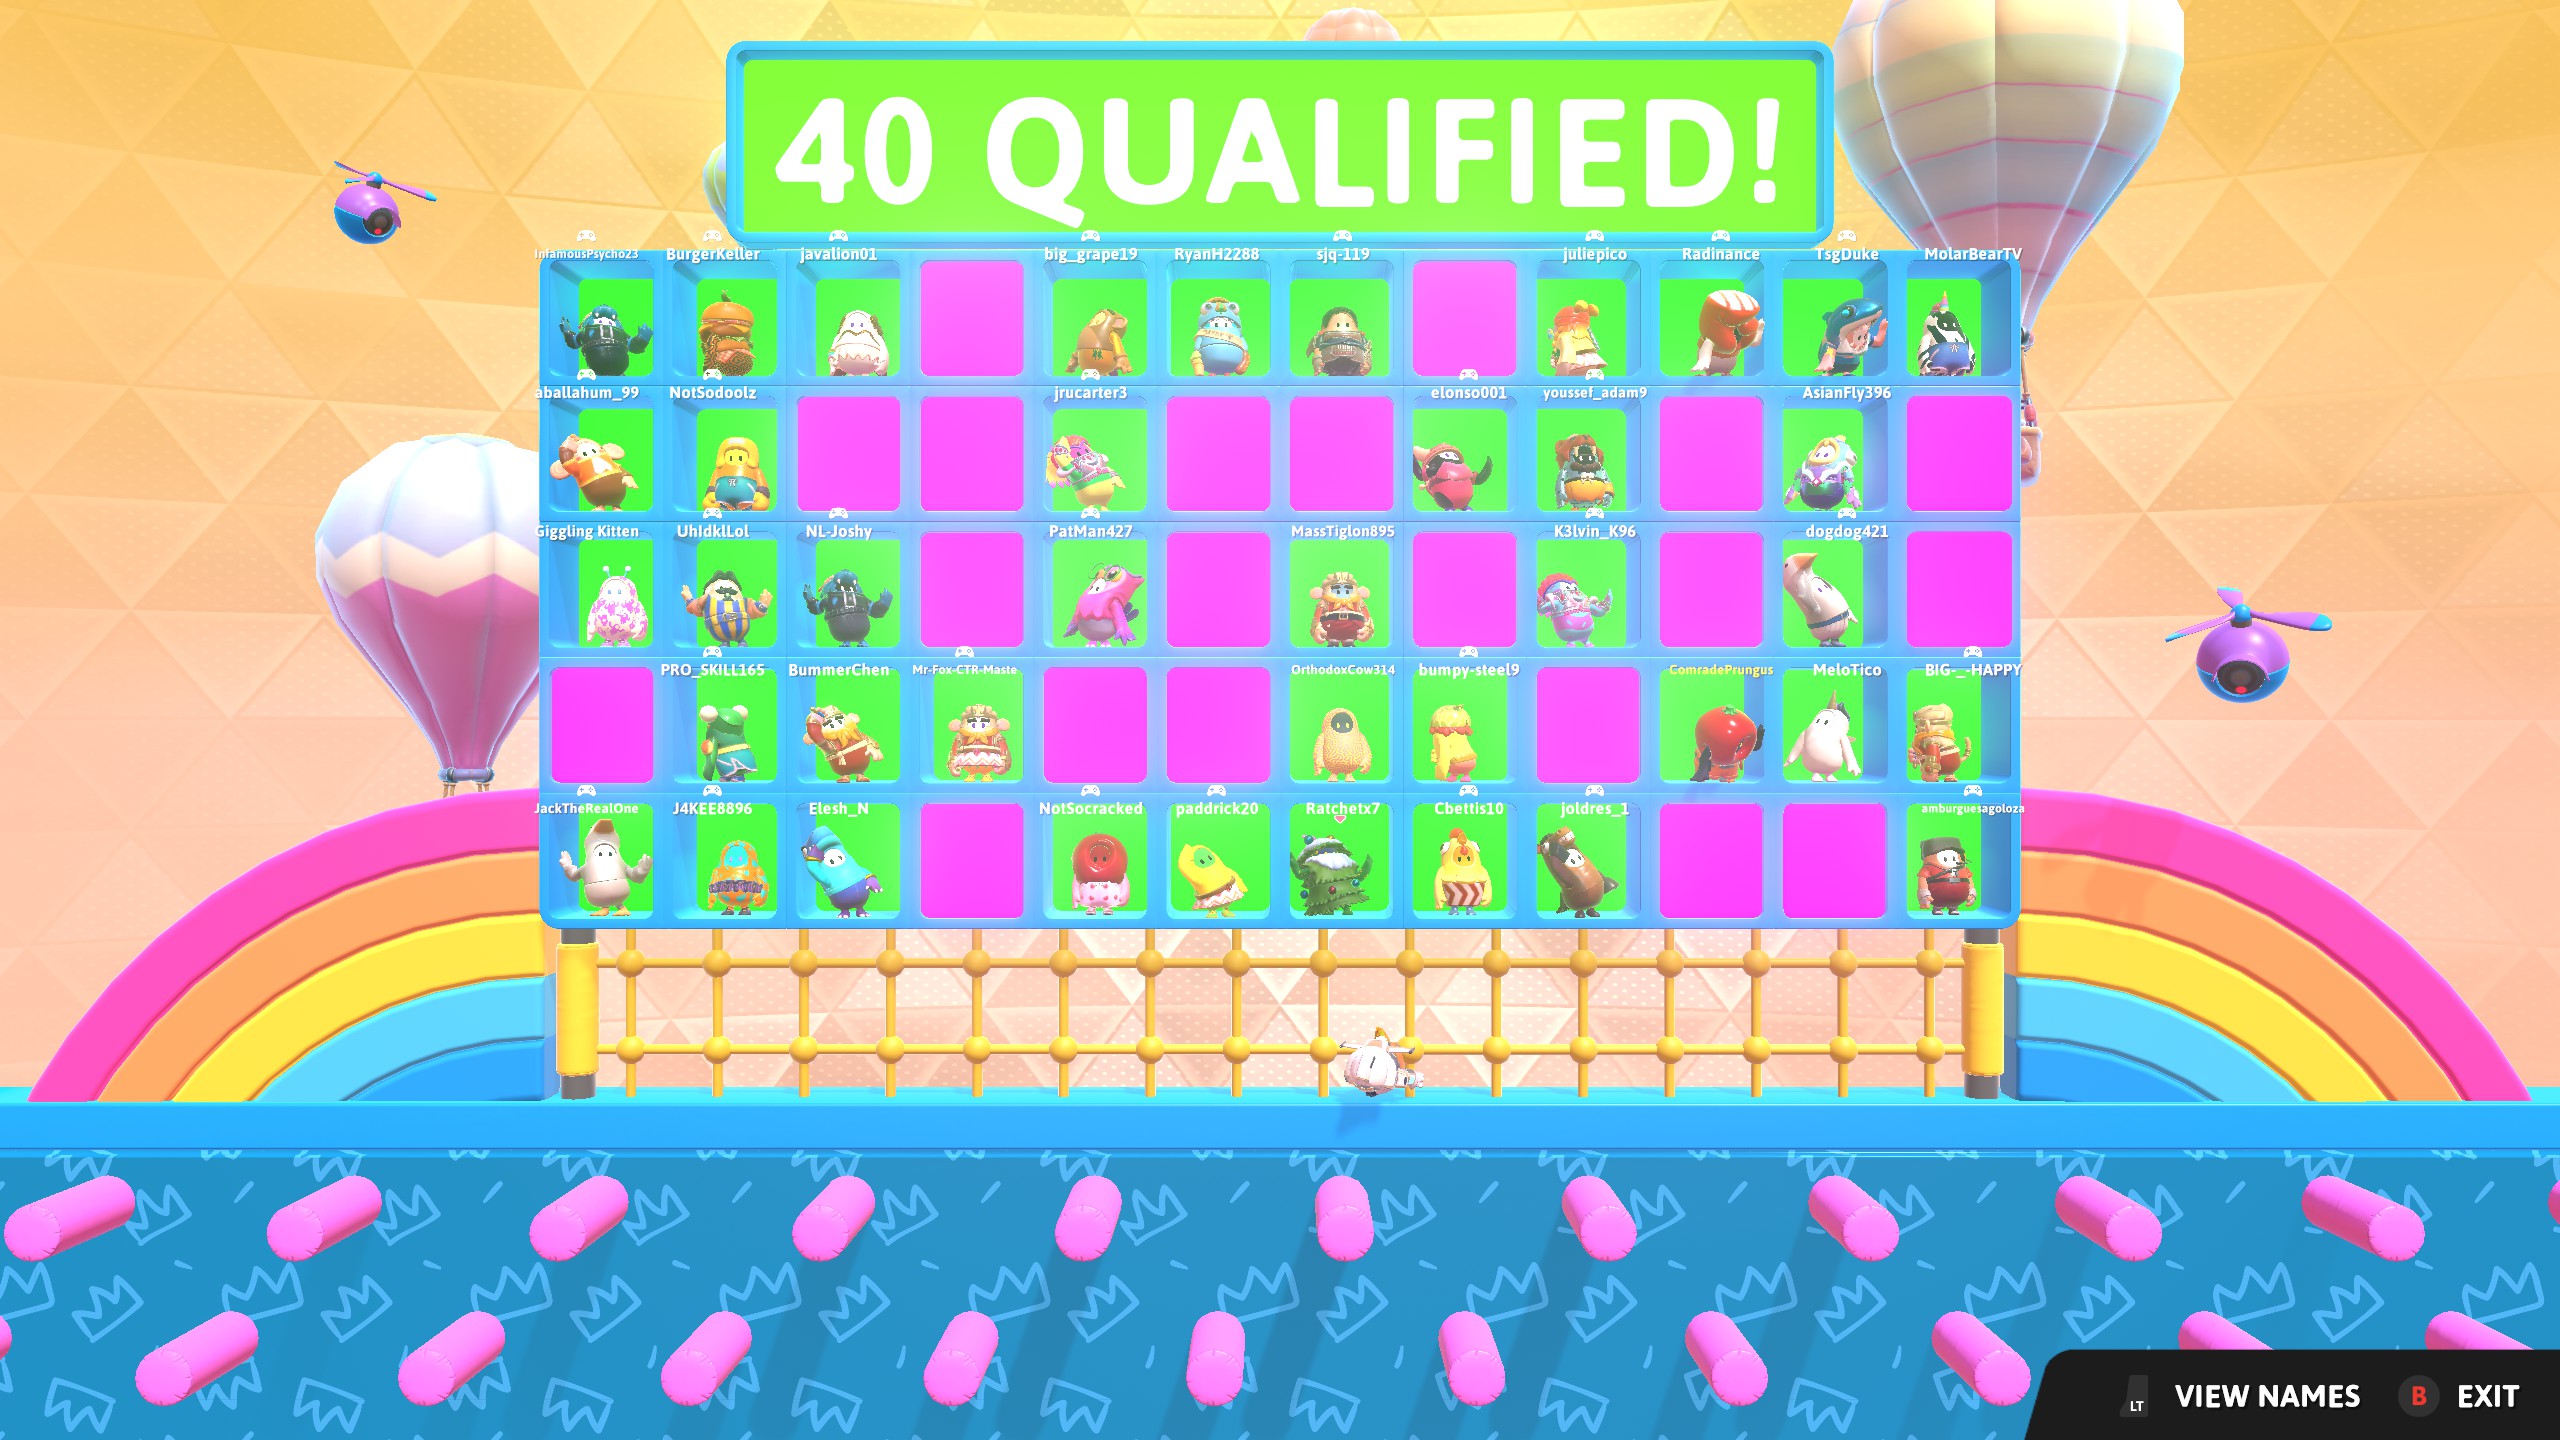 40 QUALIFIED!
InfamousPsycho23 BurgerKeller javalion01 big_grape19 RyanH2288 sjq-119 juliepico Radinance TsgDuke MolarBearTV
aballahum_99 NotSodoolz jrucarter3 elonso001 youssef_adam9 AsianFly396
Giggling Kitten UhIdklLol NL-Joshy PatMan427 MassTiglon895 K3lvin_K96 dogdog421
PRO_SKILL165 BummerChen Mr-Fox-CTR-Maste OrthodoxCow314 bumpy-steel9 ComradePrungus MeloTico BIG-_-HAPPY
JackTheRealOne J4KEE8896 Elesh_N NotSocracked paddrick20 Ratchetx7 Cbettis10 joldres_1 amburguesagoloza
LT VIEW NAMES B EXIT